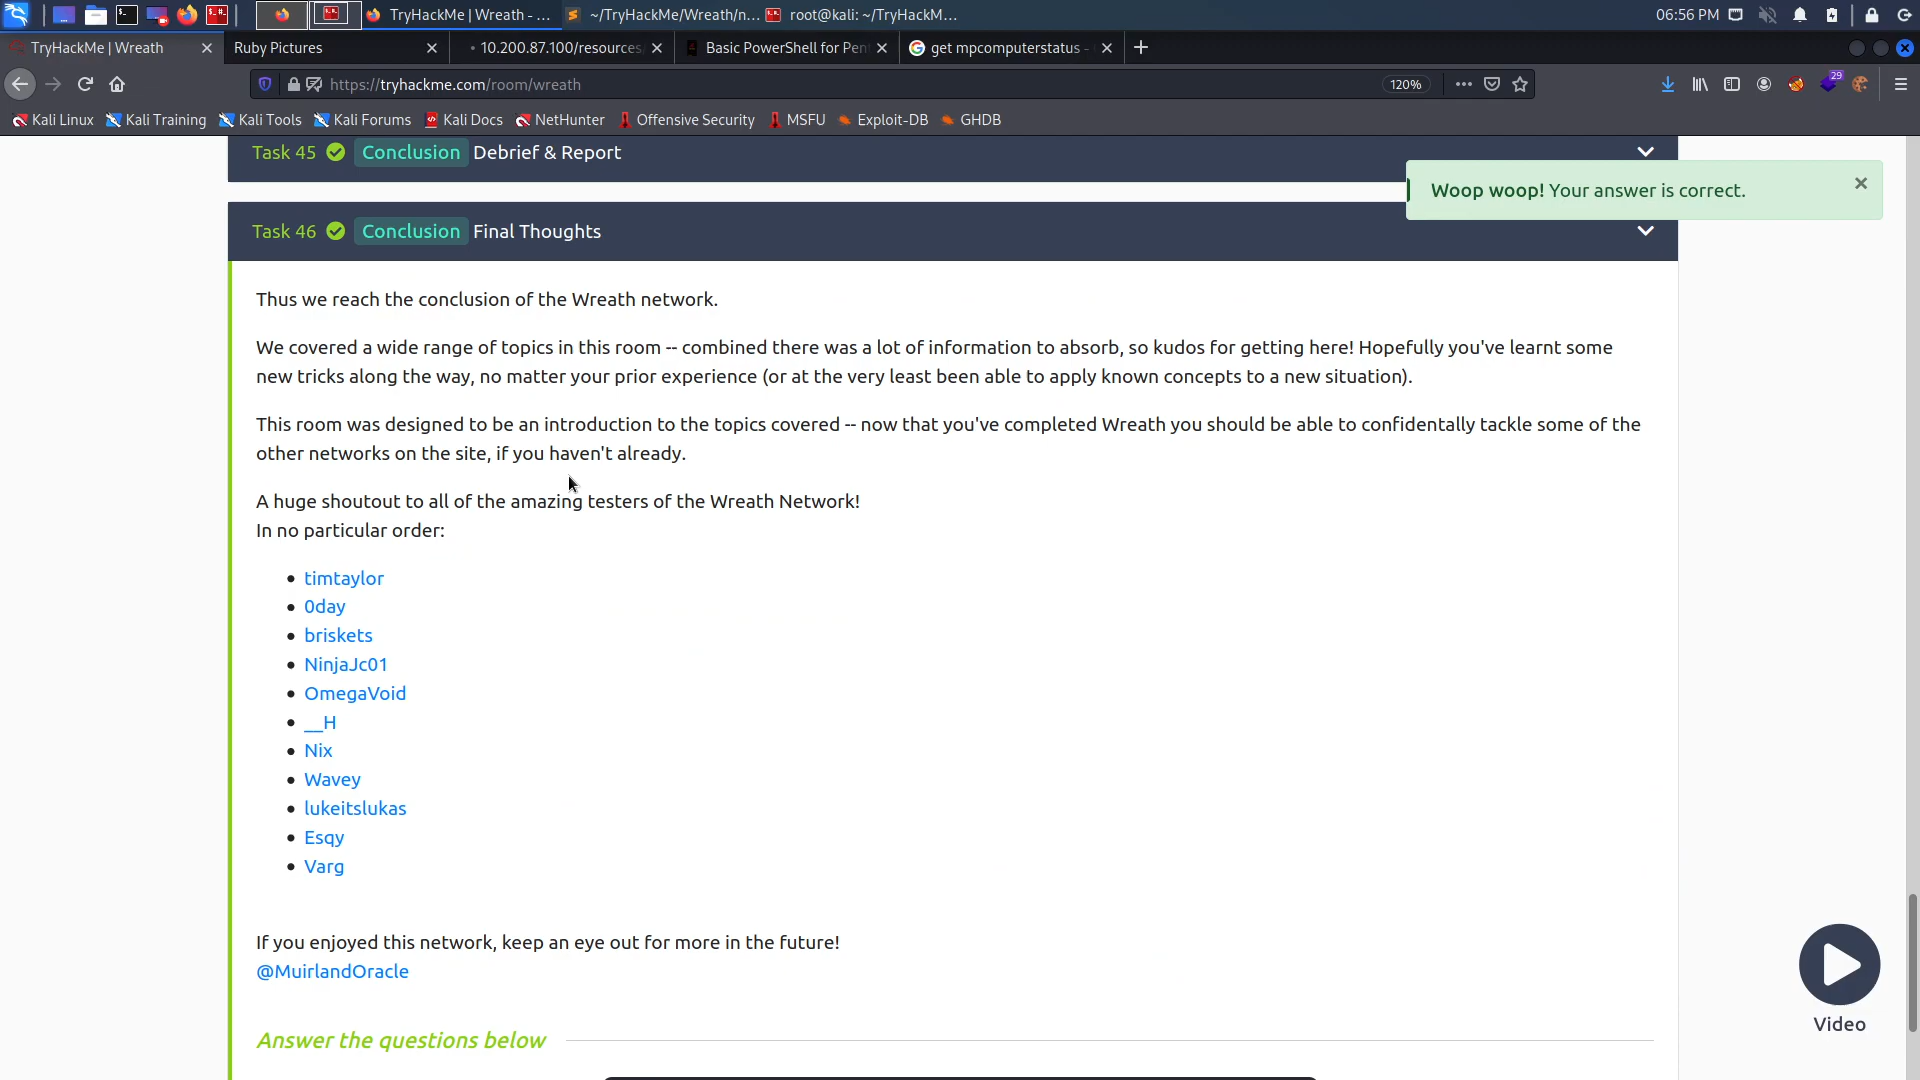 TryHackMe | Wreath - ...
~/TryHackMe/Wreath/n...
root@kali: ~/TryHackM...
06:56 PM
TryHackMe | Wreath
Ruby Pictures
10.200.87.100/resources
Basic PowerShell for Pen
get mpcomputerstatus -
https://tryhackme.com/room/wreath
120%
29
Kali Linux
Kali Training
Kali Tools
Kali Forums
Kali Docs
NetHunter
Offensive Security
MSFU
Exploit-DB
GHDB
Task 45 Conclusion Debrief & Report
Woop woop! Your answer is correct.
Task 46 Conclusion Final Thoughts
Thus we reach the conclusion of the Wreath network.
We covered a wide range of topics in this room -- combined there was a lot of information to absorb, so kudos for getting here! Hopefully you've learnt some
new tricks along the way, no matter your prior experience (or at the very least been able to apply known concepts to a new situation).
This room was designed to be an introduction to the topics covered -- now that you've completed Wreath you should be able to confidentally tackle some of the
other networks on the site, if you haven't already.
A huge shoutout to all of the amazing testers of the Wreath Network!
In no particular order:
timtaylor
0day
briskets
NinjaJc01
OmegaVoid
__H
Nix
Wavey
lukeitslukas
Esqy
Varg
If you enjoyed this network, keep an eye out for more in the future!
@MuirlandOracle
Video
Answer the questions below